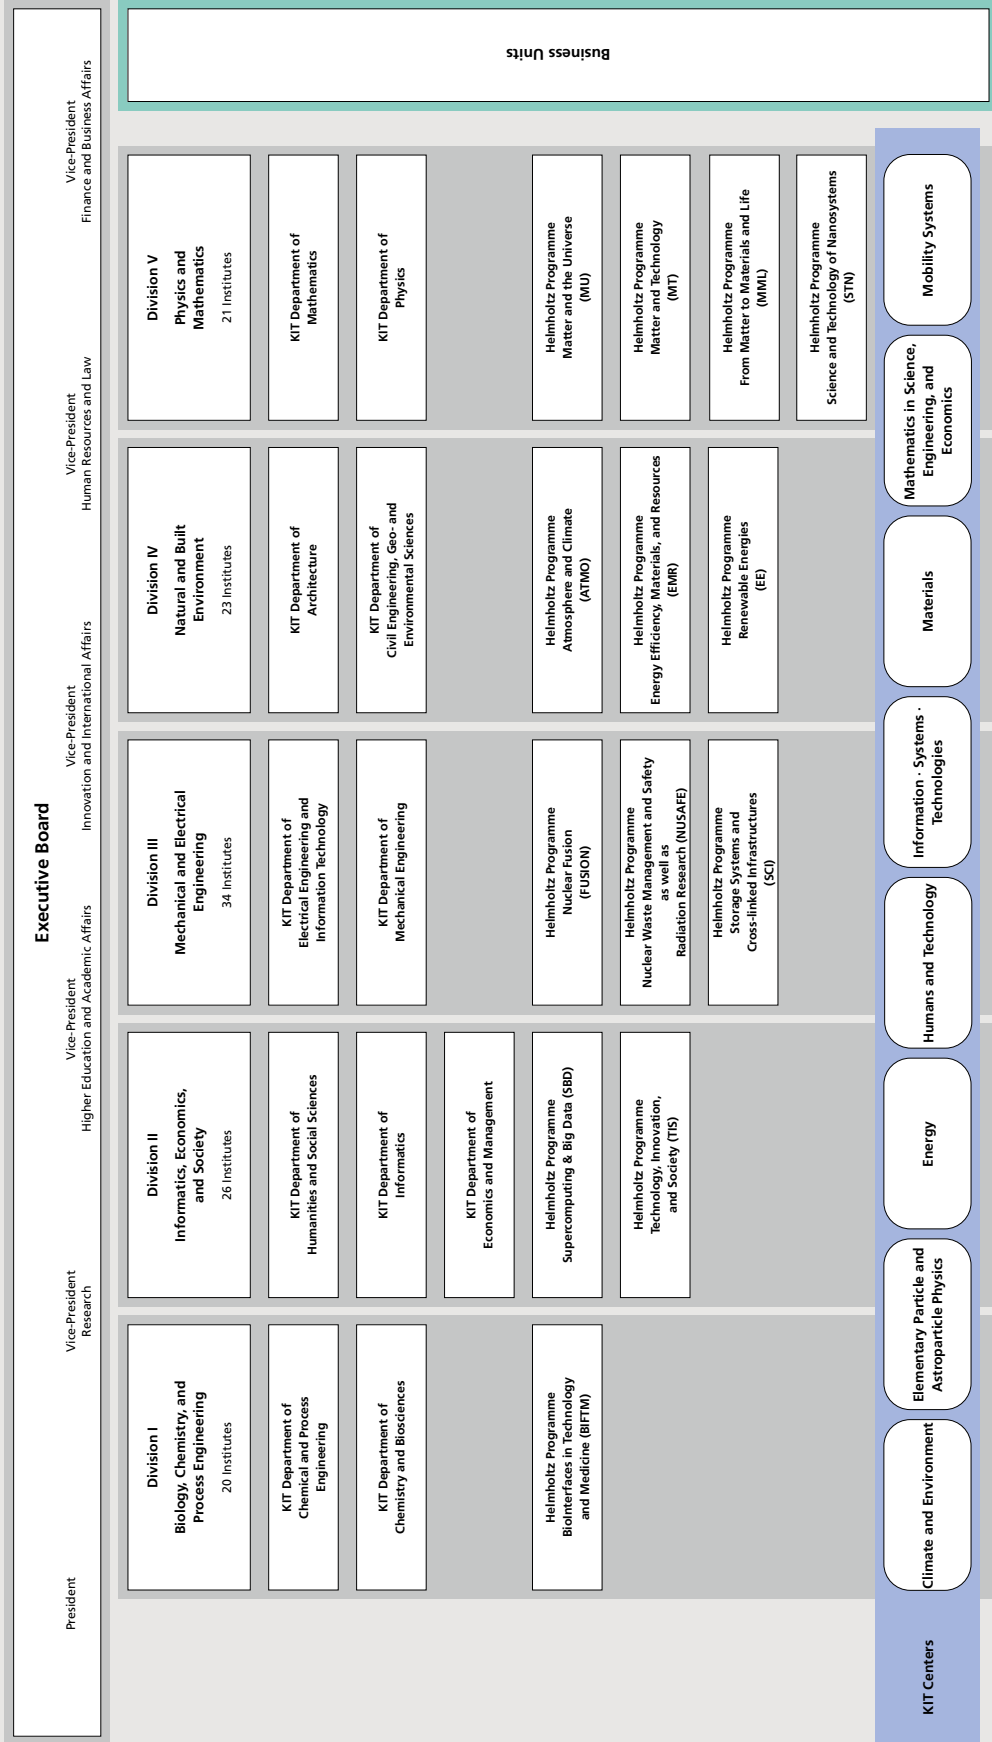 Executive Board
President
Vice-President
Research
Vice-President
Higher Education and Academic Affairs
Vice-President
Innovation and International Affairs
Vice-President
Human Resources and Law
Vice-President
Finance and Business Affairs
Division I
Biology, Chemistry, and
Process Engineering
20 Institutes
KIT Department of
Chemical and Process
Engineering
KIT Department of
Chemistry and Biosciences
Helmholtz Programme
BioInterfaces in Technology
and Medicine (BIFTM)
Division II
Informatics, Economics,
and Society
26 Institutes
KIT Department of
Humanities and Social Sciences
KIT Department of
Informatics
KIT Department of
Economics and Management
Helmholtz Programme
Supercomputing & Big Data (SBD)
Helmholtz Programme
Technology, Innovation,
and Society (TIS)
Division III
Mechanical and Electrical
Engineering
34 Institutes
KIT Department of
Electrical Engineering and
Information Technology
KIT Department of
Mechanical Engineering
Helmholtz Programme
Nuclear Fusion
(FUSION)
Helmholtz Programme
Nuclear Waste Management and Safety
as well as
Radiation Research (NUSAFE)
Helmholtz Programme
Storage Systems and
Cross-linked Infrastructures
(SCI)
Division IV
Natural and Built
Environment
23 Institutes
KIT Department of
Architecture
KIT Department of
Civil Engineering, Geo- and
Environmental Sciences
Helmholtz Programme
Atmosphere and Climate
(ATMO)
Helmholtz Programme
Energy Efficiency, Materials, and Resources
(EMR)
Helmholtz Programme
Renewable Energies
(EE)
Division V
Physics and
Mathematics
21 Institutes
KIT Department of
Mathematics
KIT Department of
Physics
Helmholtz Programme
Matter and the Universe
(MU)
Helmholtz Programme
Matter and Technology
(MT)
Helmholtz Programme
From Matter to Materials and Life
(MML)
Helmholtz Programme
Science and Technology of Nanosystems
(STN)
Business Units
KIT Centers
Climate and Environment
Elementary Particle and
Astroparticle Physics
Energy
Humans and Technology
Information · Systems ·
Technologies
Materials
Mathematics in Science,
Engineering, and
Economics
Mobility Systems